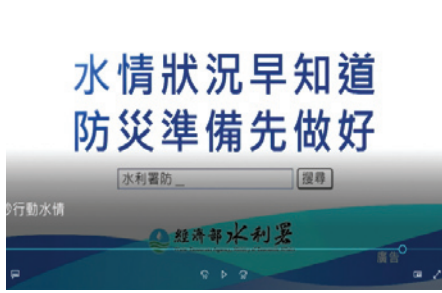 水情狀況早知道
防災準備先做好
水利署防_
搜尋
行動水情
經濟部水利署
廣告